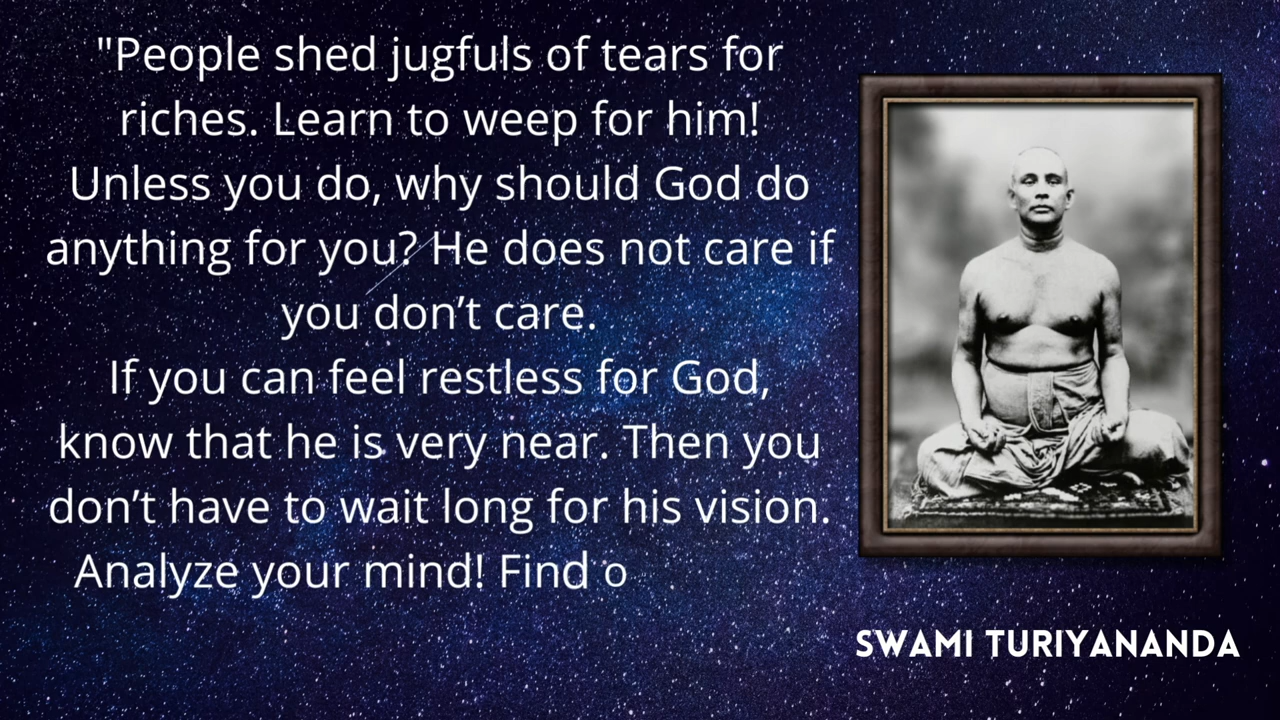 "People shed jugfuls of tears for
riches. Learn to weep for him!
Unless you do, why should God do
anything for you? He does not care if
you don’t care.
If you can feel restless for God,
know that he is very near. Then you
don’t have to wait long for his vision.
Analyze your mind! Find o
SWAMI TURIYANANDA